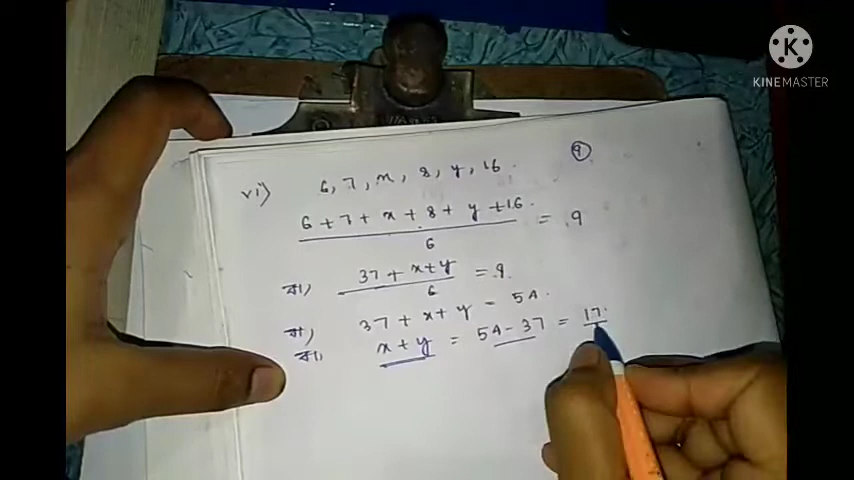 K
KINEMASTER
vi) 6, 7, x, 8, y, 16. 9
6 + 7 + x + 8 + y + 16. / 6 = 9
বা, 37 + x + y / 6 = 9
বা, 37 + x + y = 54.
বা, x + y = 54 - 37 = 17.